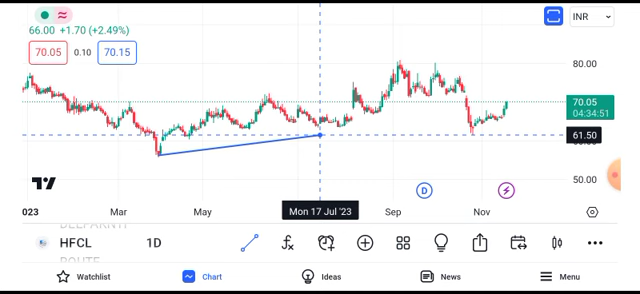 INR
66.00 +1.70 (+2.49%)
70.05 0.10 70.15
80.00
70.05
04:34:51
61.50
50.00
023 Mar May Mon 17 Jul '23 Sep Nov
D
HFCL 1D
Watchlist Chart Ideas News Menu